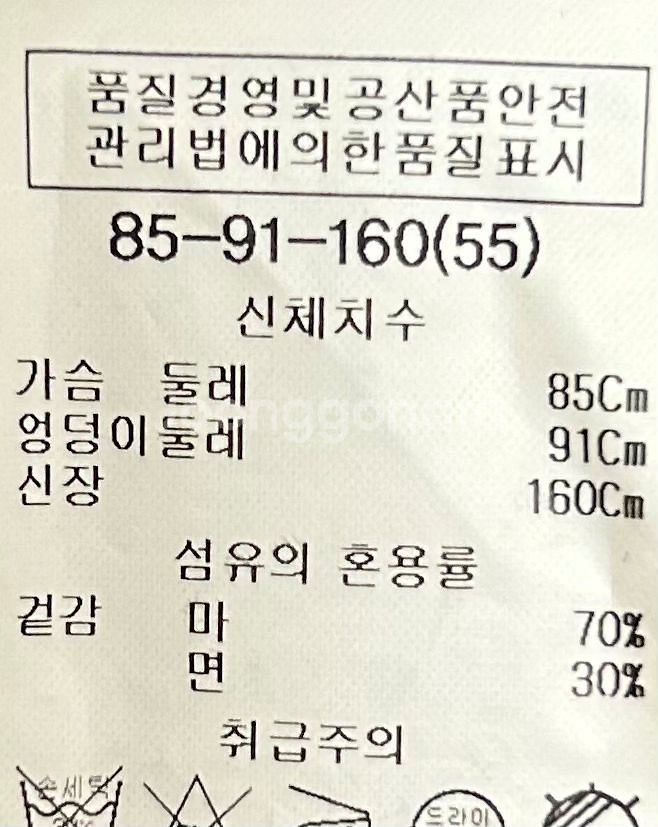 품질경영및공산품안전
관리법에의한품질표시
85-91-160(55)
신체치수
가슴 둘레 85Cm
엉덩이둘레 91Cm
신장 160Cm
섬유의 혼용률
겉감 마 70%
면 30%
취급주의
손세탁
드라이